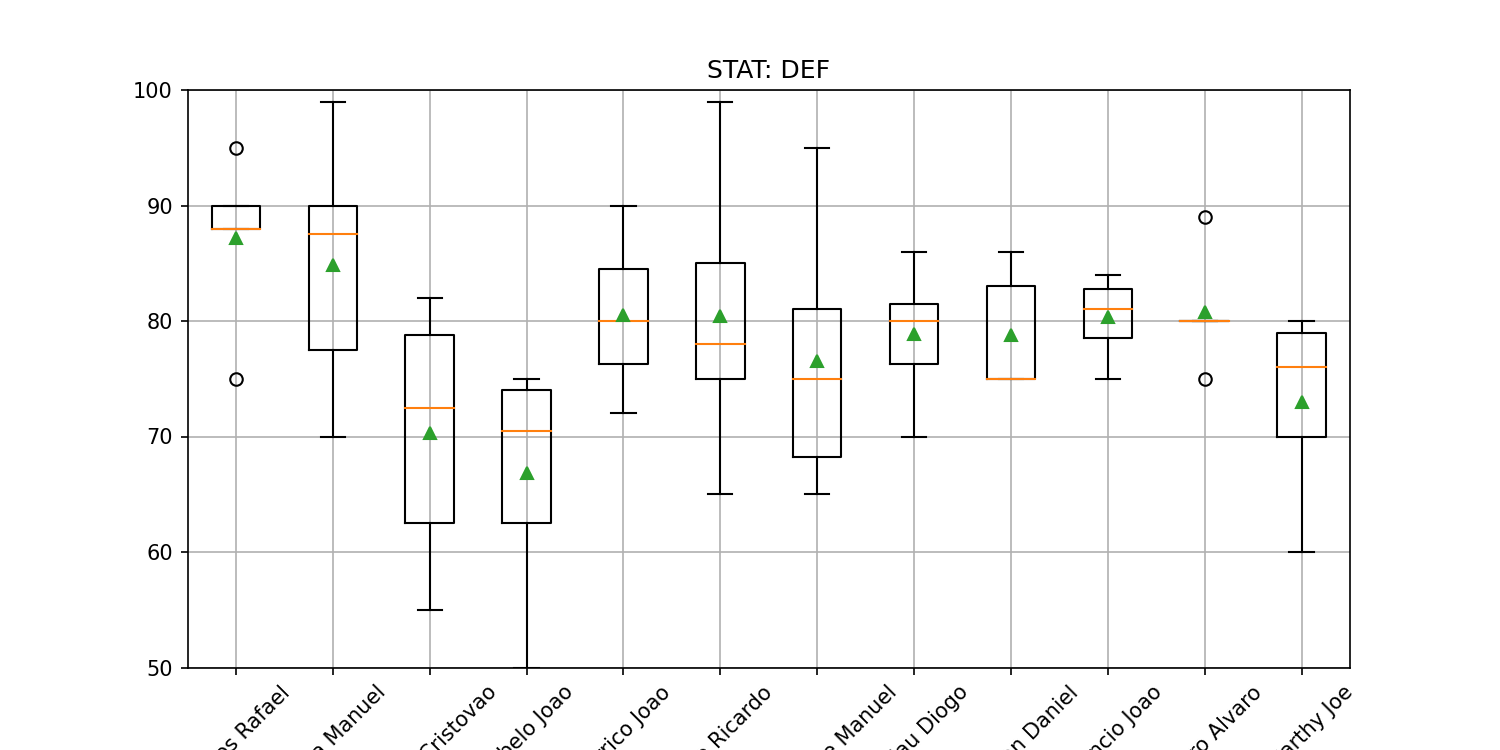 STAT: DEF
100
90
80
70
60
50
Rafael
Manuel
Cristovao
Joao
Joao
Ricardo
Manuel
Diogo
Daniel
Joao
Alvaro
Joe